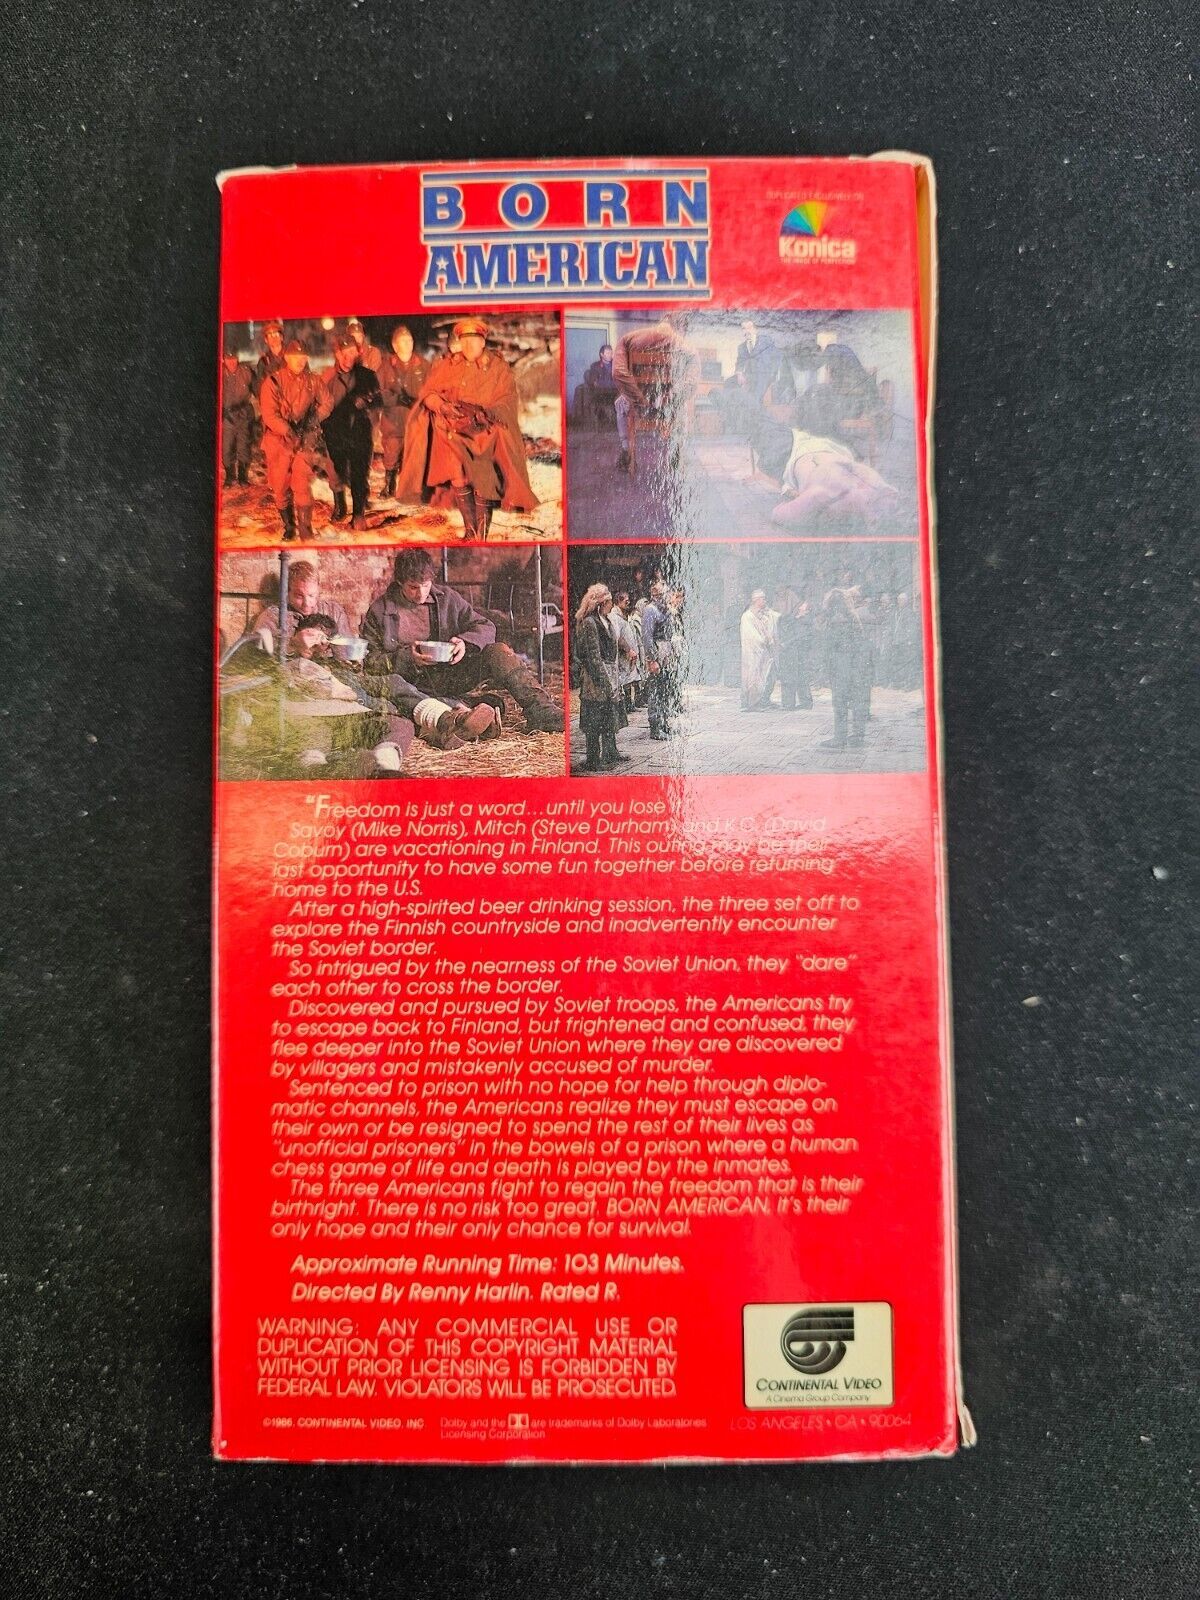 BORN
AMERICAN
DUPLICATED EXCLUSIVELY ON
Konica
THE IMAGE OF PERFECTION
"Freedom is just a word...until you lose it.
Savoy (Mike Norris), Mitch (Steve Durham) and K.C. (David
Coburn) are vacationing in Finland. This outing may be their
last opportunity to have some fun together before returning
home to the U.S.
After a high-spirited beer drinking session, the three set off to
explore the Finnish countryside and inadvertently encounter
the Soviet border.
So intrigued by the nearness of the Soviet Union, they "dare"
each other to cross the border.
Discovered and pursued by Soviet troops, the Americans try
to escape back to Finland, but frightened and confused, they
flee deeper into the Soviet Union where they are discovered
by villagers and mistakenly accused of murder.
Sentenced to prison with no hope for help through diplo-
matic channels, the Americans realize they must escape on
their own or be resigned to spend the rest of their lives as
"unofficial prisoners" in the bowels of a prison where a human
chess game of life and death is played by the inmates.
The three Americans fight to regain the freedom that is their
birthright. There is no risk too great. BORN AMERICAN, it's their
only hope and their only chance for survival.
Approximate Running Time: 103 Minutes.
Directed By Renny Harlin. Rated R.
WARNING: ANY COMMERCIAL USE OR
DUPLICATION OF THIS COPYRIGHT MATERIAL
WITHOUT PRIOR LICENSING IS FORBIDDEN BY
FEDERAL LAW. VIOLATORS WILL BE PROSECUTED.
CONTINENTAL VIDEO
A Cinema Group Company
©1986, CONTINENTAL VIDEO, INC.
Dolby and the are trademarks of Dolby Laboratories
Licensing Corporation
LOS ANGELES • CA • 90064